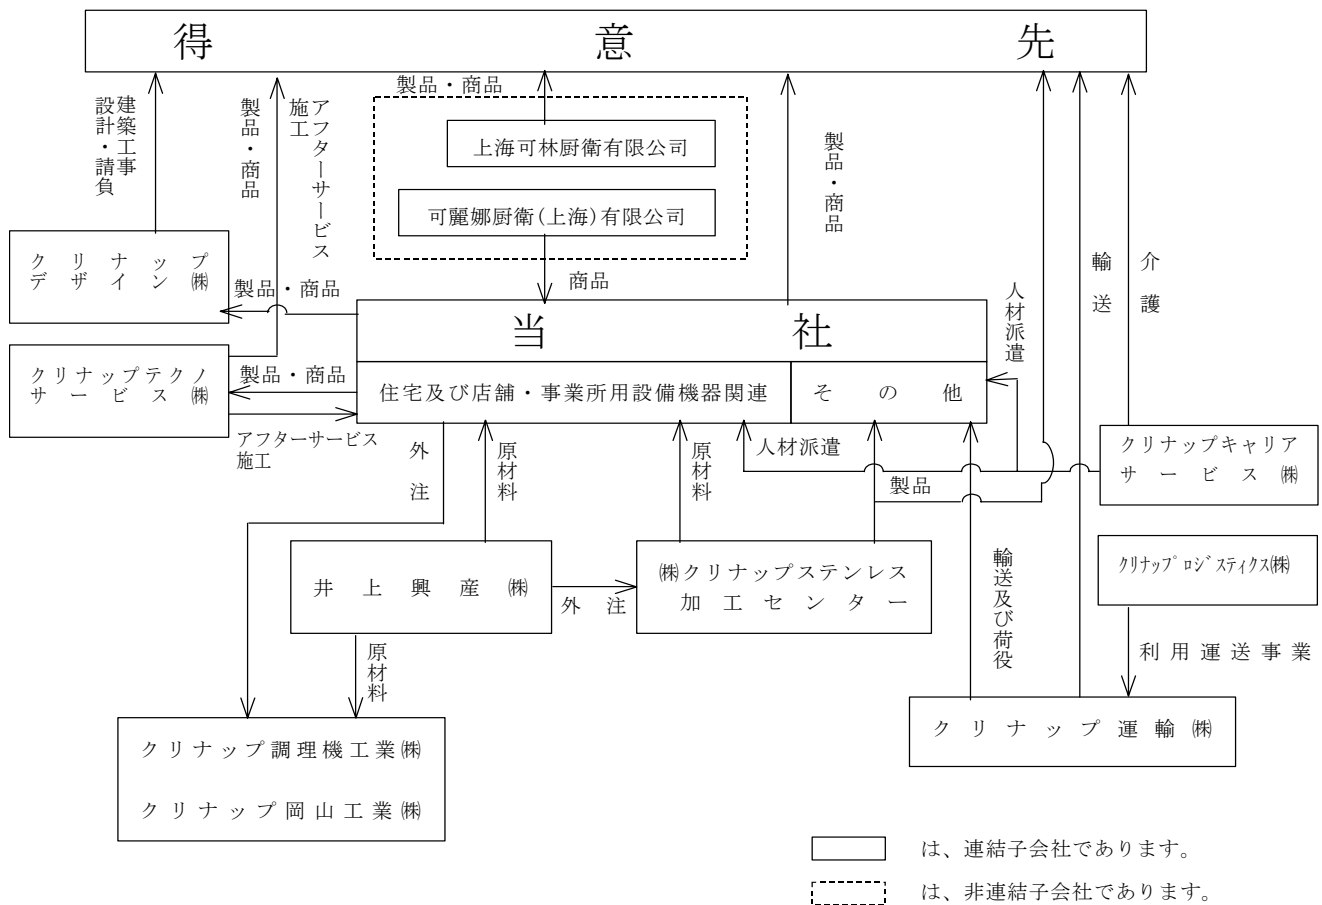 得意先
製品・商品
建築工事
設計・請負
製品・商品
アフターサービス
施工
上海可林厨衛有限公司
可麗娜厨衛(上海)有限公司
製品・商品
クリナップ
デザイン㈱
商品
製品・商品
輸送
介護
人材派遣
当社
クリナップテクノ
サービス㈱
製品・商品
住宅及び店舗・事業所用設備機器関連
その他
アフターサービス
施工
外注
原材料
原材料
人材派遣
製品
クリナップキャリア
サービス㈱
井上興産㈱
外注
㈱クリナップステンレス
加工センター
輸送及び荷役
クリナップロジスティクス㈱
利用運送事業
原材料
クリナップ運輸㈱
クリナップ調理機工業㈱
クリナップ岡山工業㈱
は、連結子会社であります。
は、非連結子会社であります。